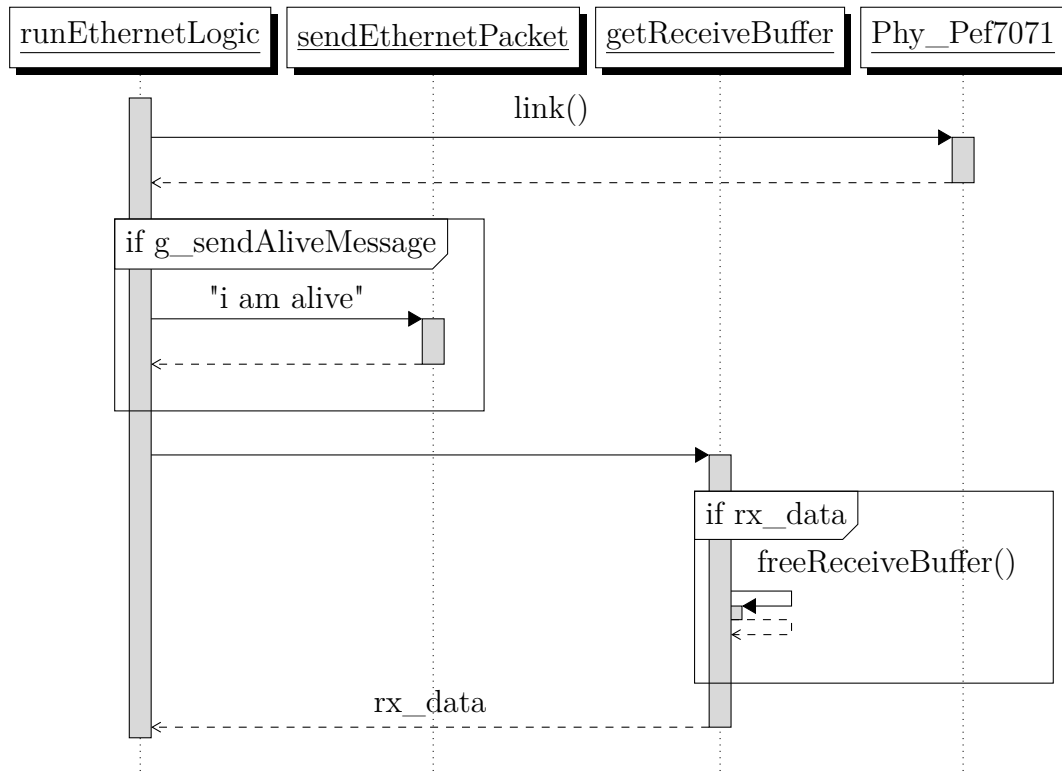 runEthernetLogic
sendEthernetPacket
getReceiveBuffer
Phy_Pef7071
link()
if g_sendAliveMessage
"i am alive"
if rx_data
freeReceiveBuffer()
rx_data